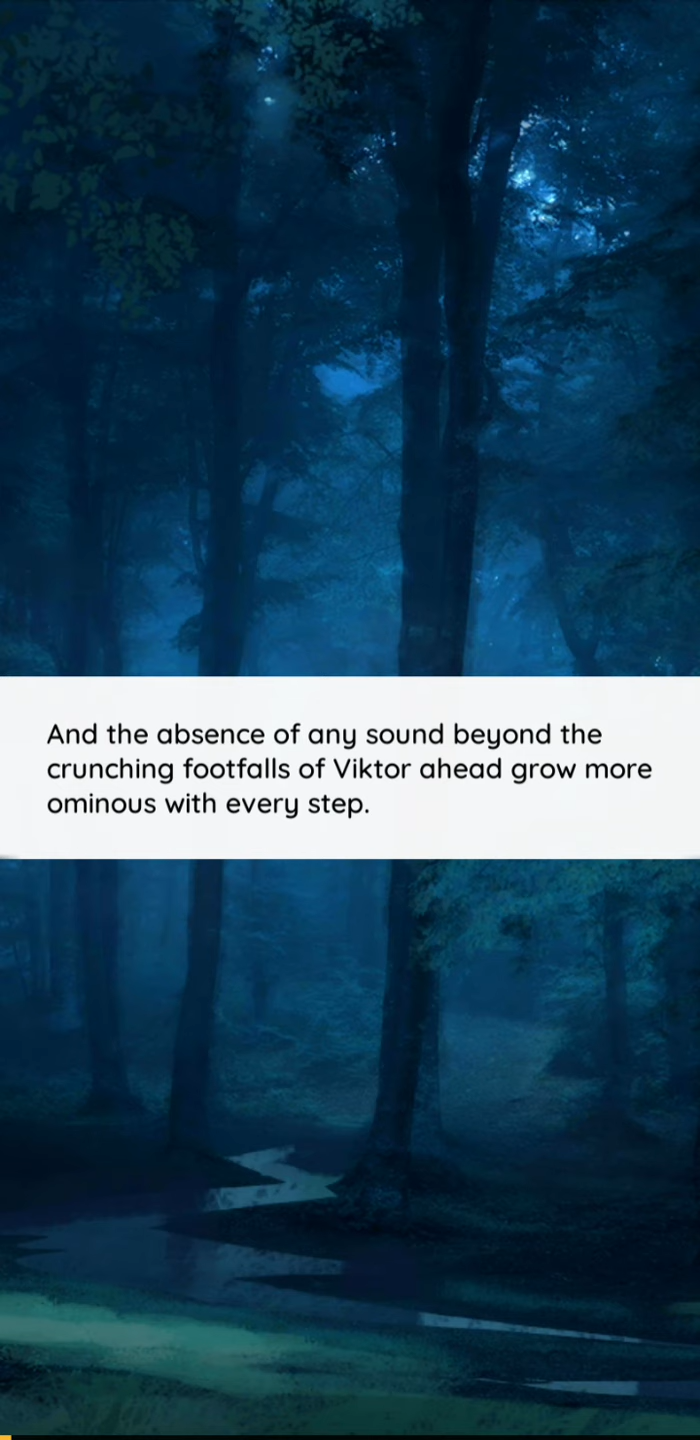 And the absence of any sound beyond the
crunching footfalls of Viktor ahead grow more
ominous with every step.